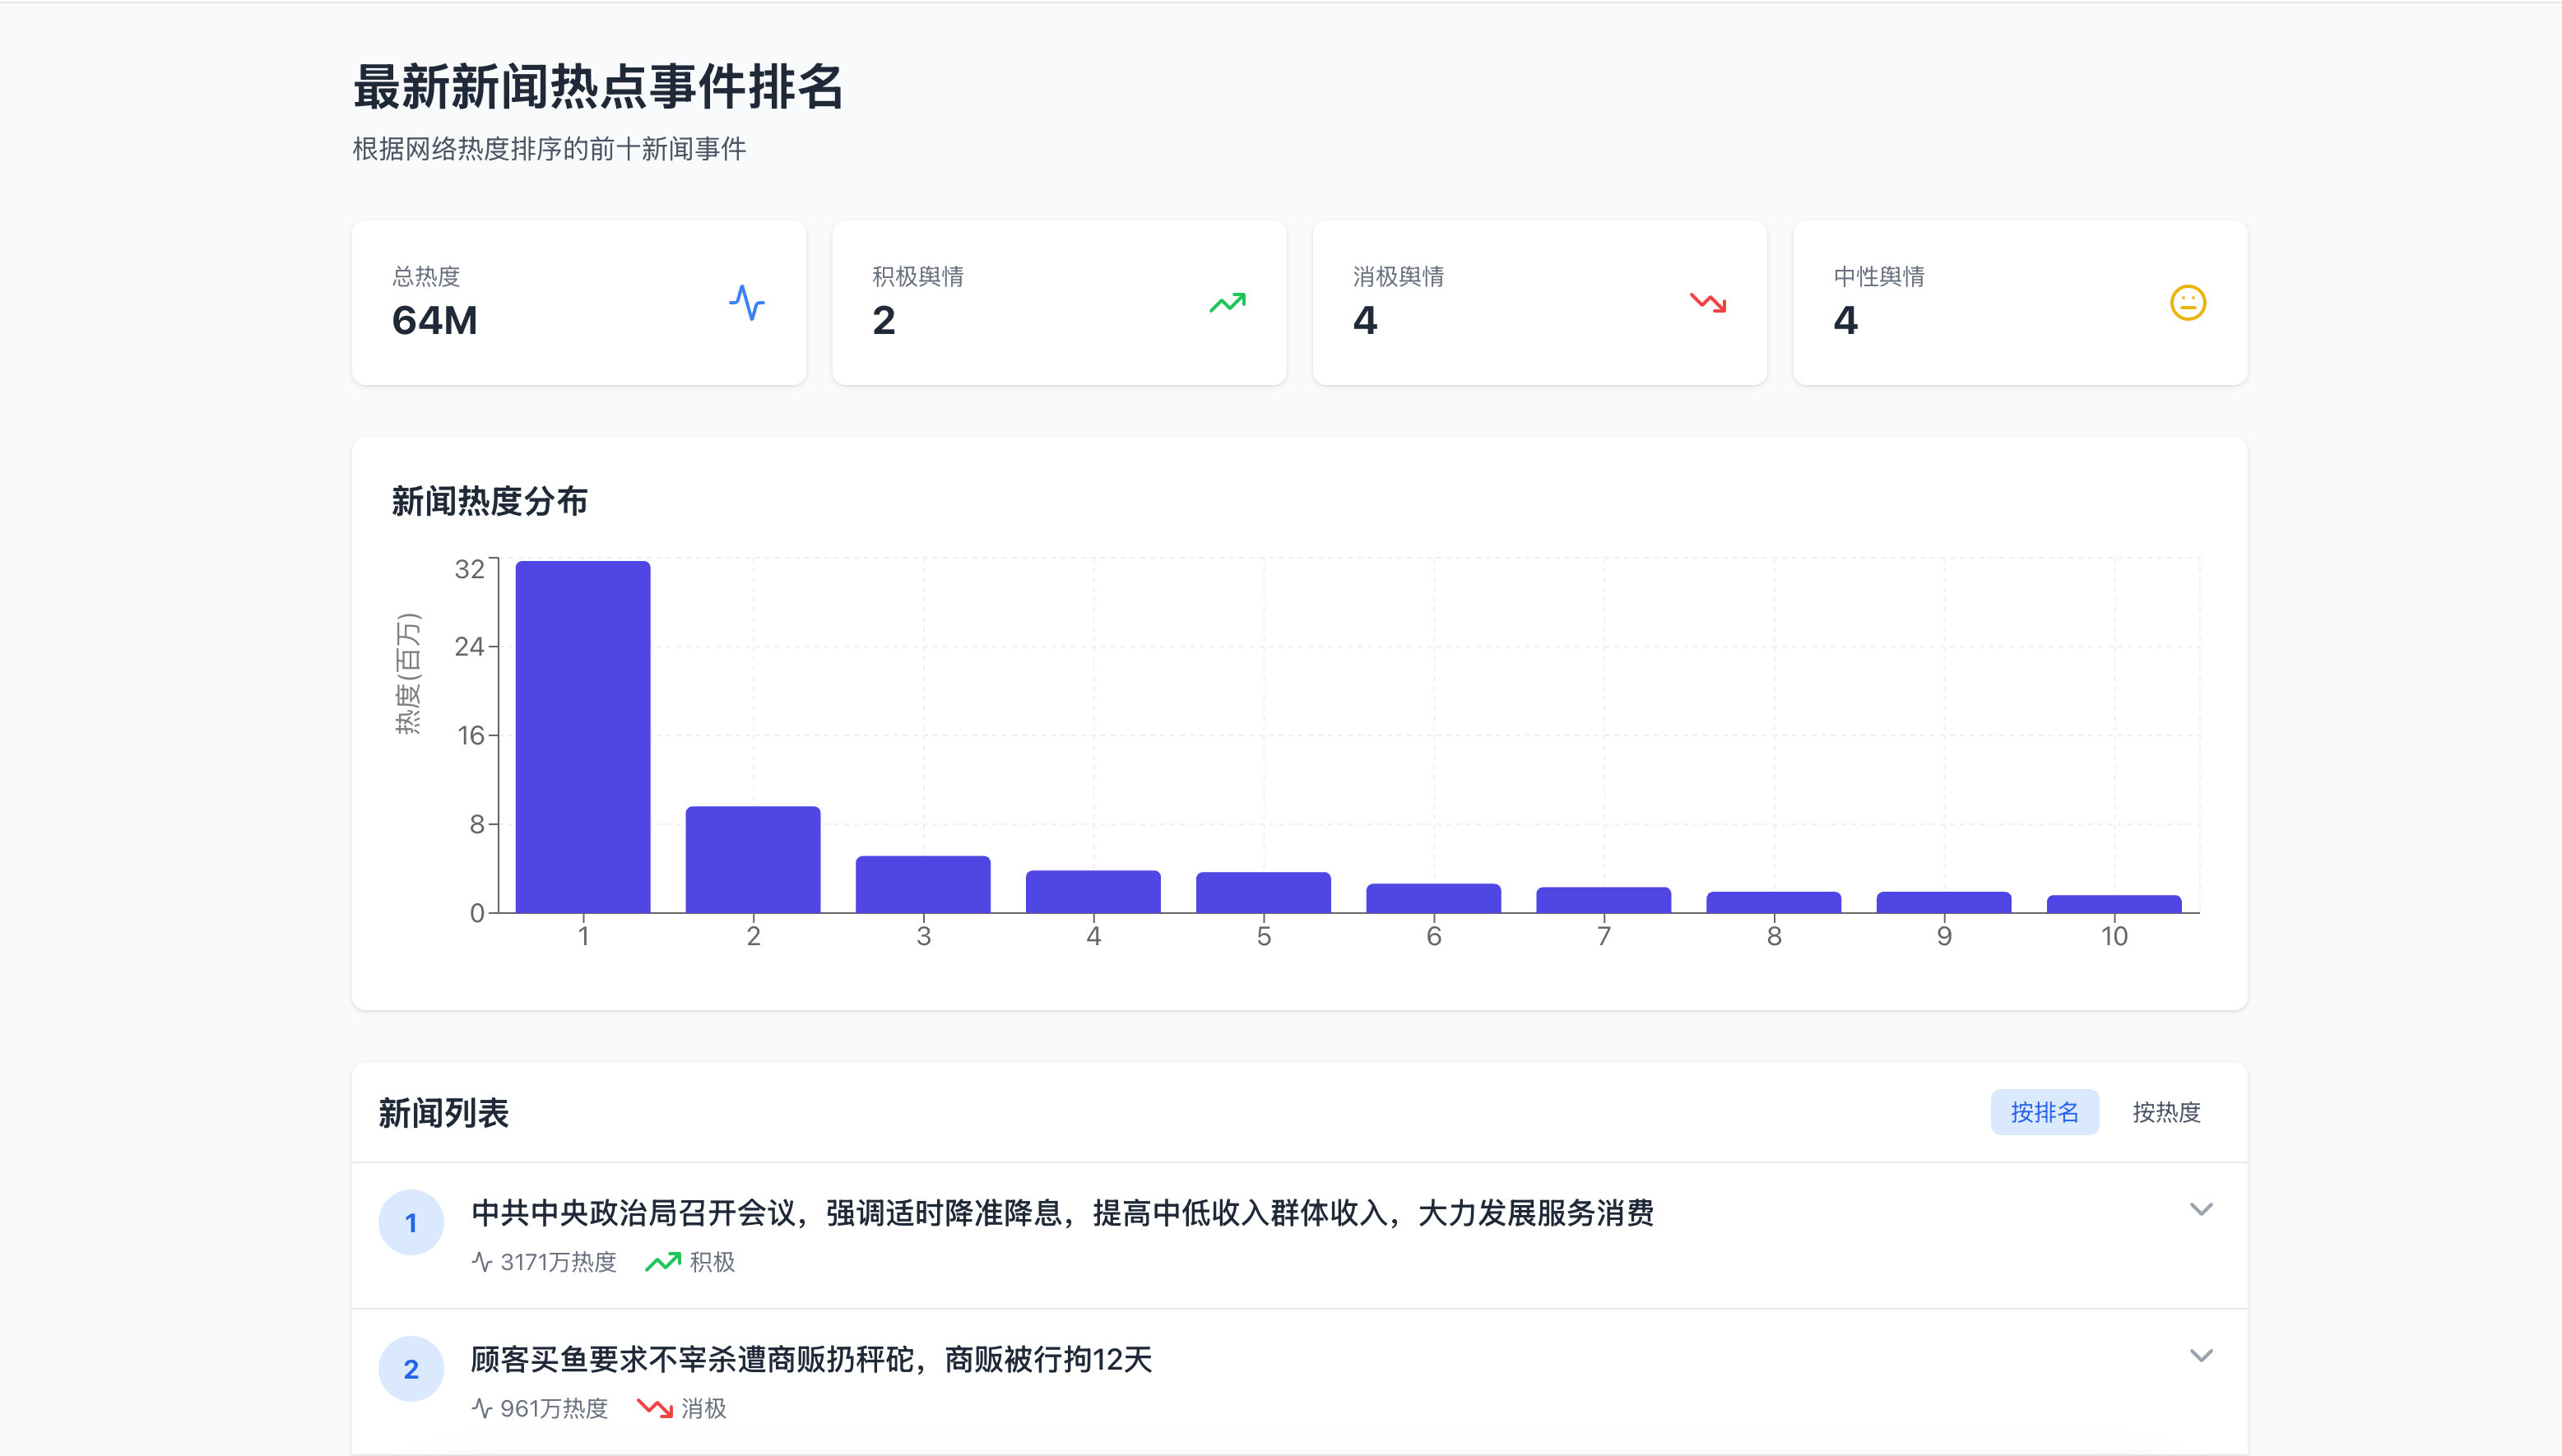 最新新闻热点事件排名
根据网络热度排序的前十新闻事件
总热度
64M
积极舆情
2
消极舆情
4
中性舆情
4
新闻热度分布
热度(百万)
32
24
16
8
0
1 2 3 4 5 6 7 8 9 10
新闻列表
按排名 按热度
1 中共中央政治局召开会议，强调适时降准降息，提高中低收入群体收入，大力发展服务消费
3171万热度 积极
2 顾客买鱼要求不宰杀遭商贩扔秤砣，商贩被行拘12天
961万热度 消极